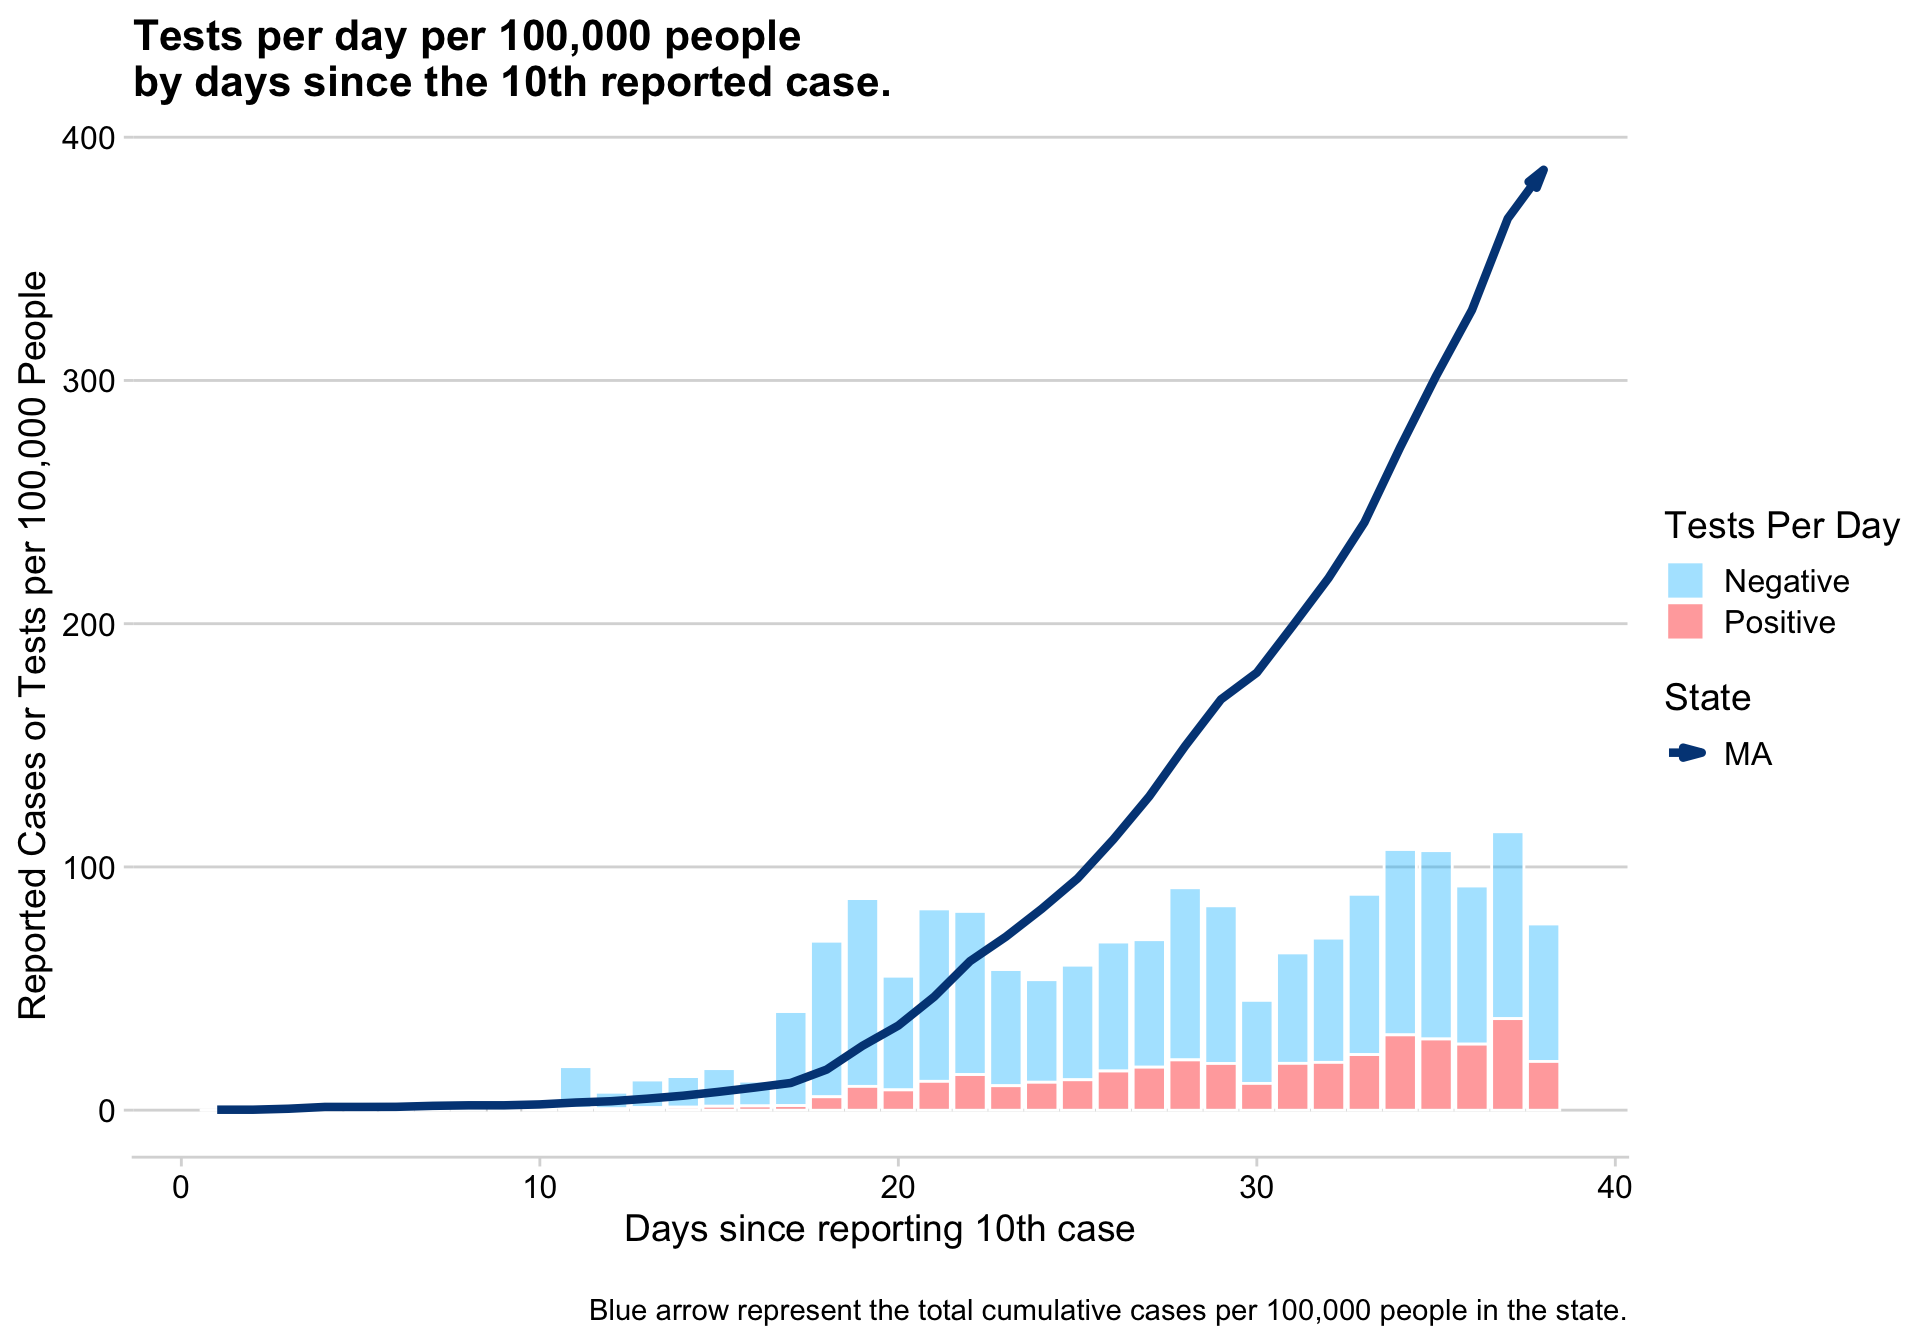 Tests per day per 100,000 people
by days since the 10th reported case.
Reported Cases or Tests per 100,000 People
400
300
200
100
0
0
10
20
30
40
Days since reporting 10th case
Tests Per Day
Negative
Positive
State
MA
Blue arrow represent the total cumulative cases per 100,000 people in the state.